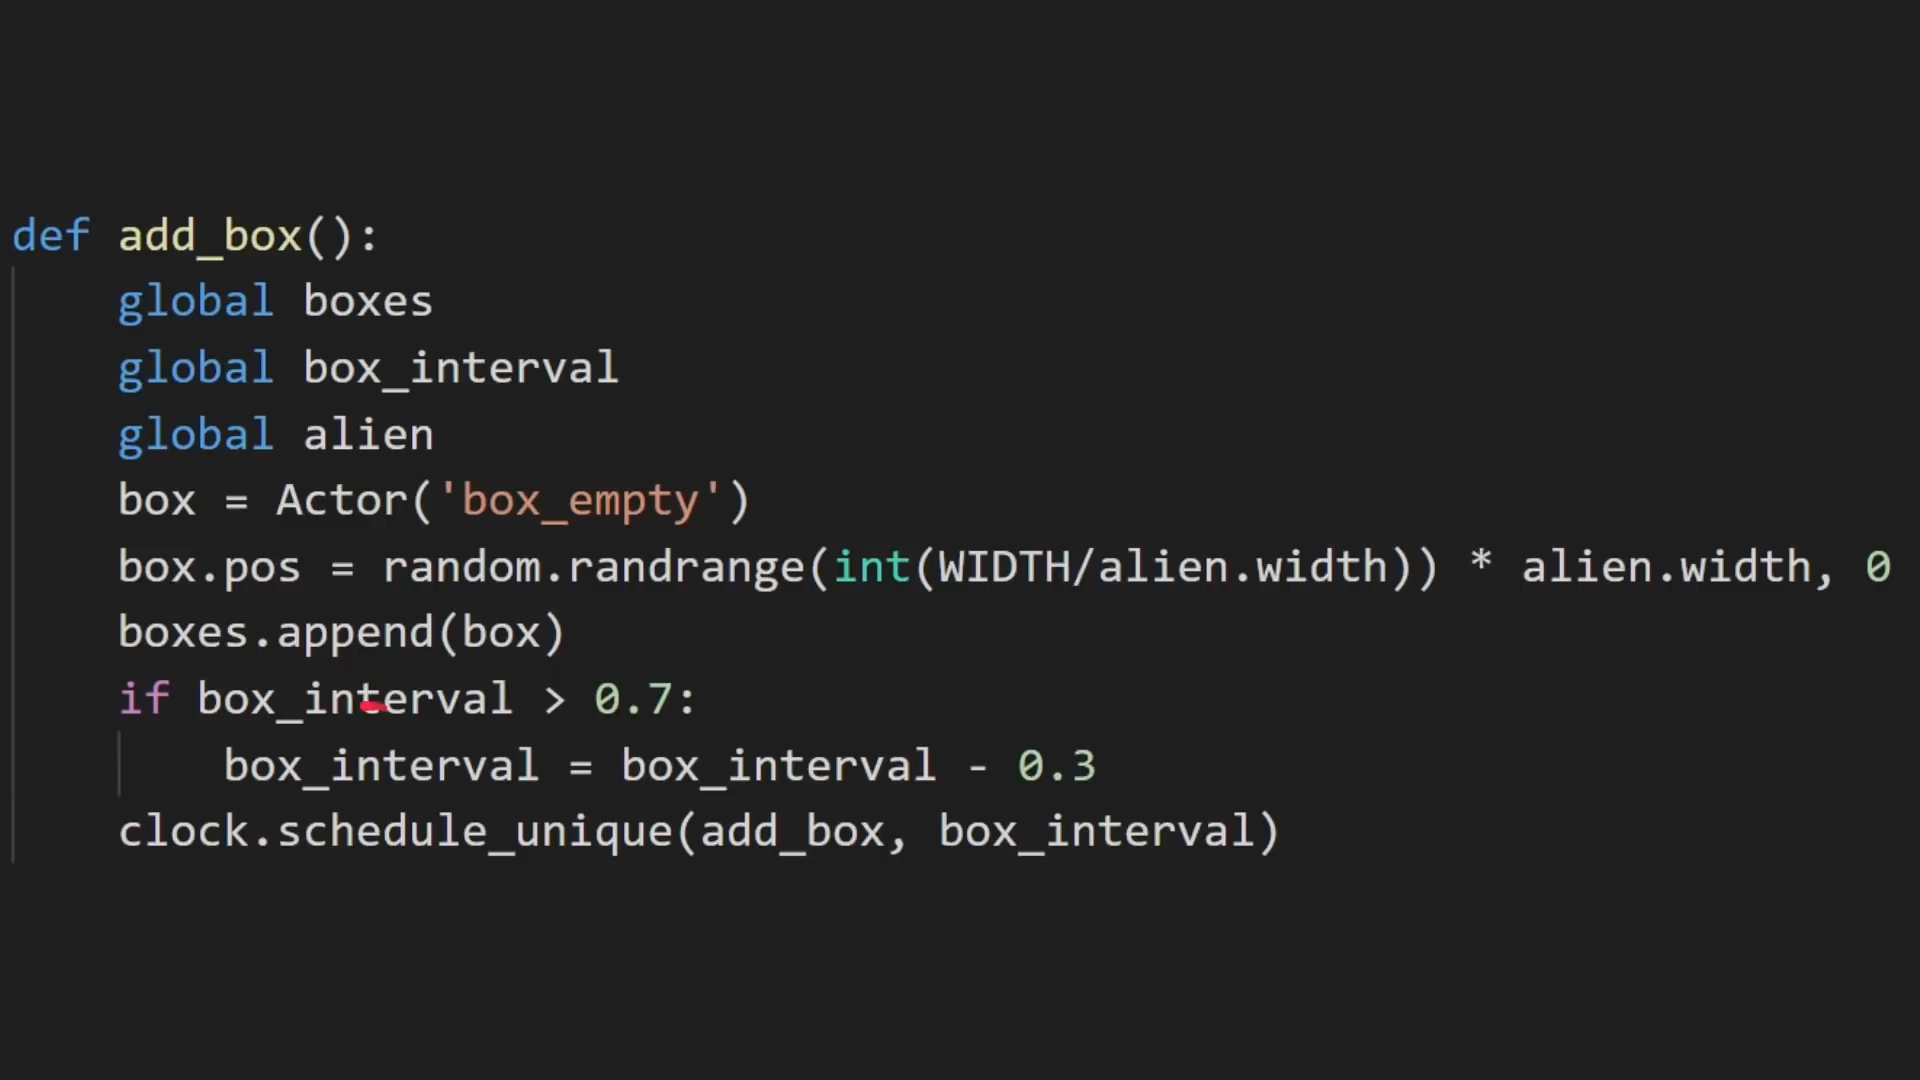 def add_box():
    global boxes
    global box_interval
    global alien
    box = Actor('box_empty')
    box.pos = random.randrange(int(WIDTH/alien.width)) * alien.width, 0
    boxes.append(box)
    if box_interval > 0.7:
        box_interval = box_interval - 0.3
    clock.schedule_unique(add_box, box_interval)